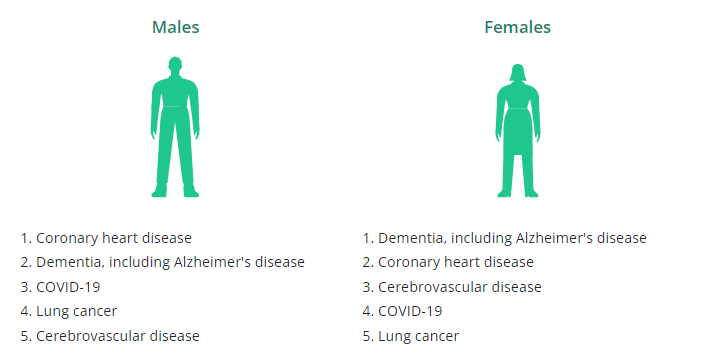 Males
1. Coronary heart disease
2. Dementia, including Alzheimer's disease
3. COVID-19
4. Lung cancer
5. Cerebrovascular disease
Females
1. Dementia, including Alzheimer's disease
2. Coronary heart disease
3. Cerebrovascular disease
4. COVID-19
5. Lung cancer